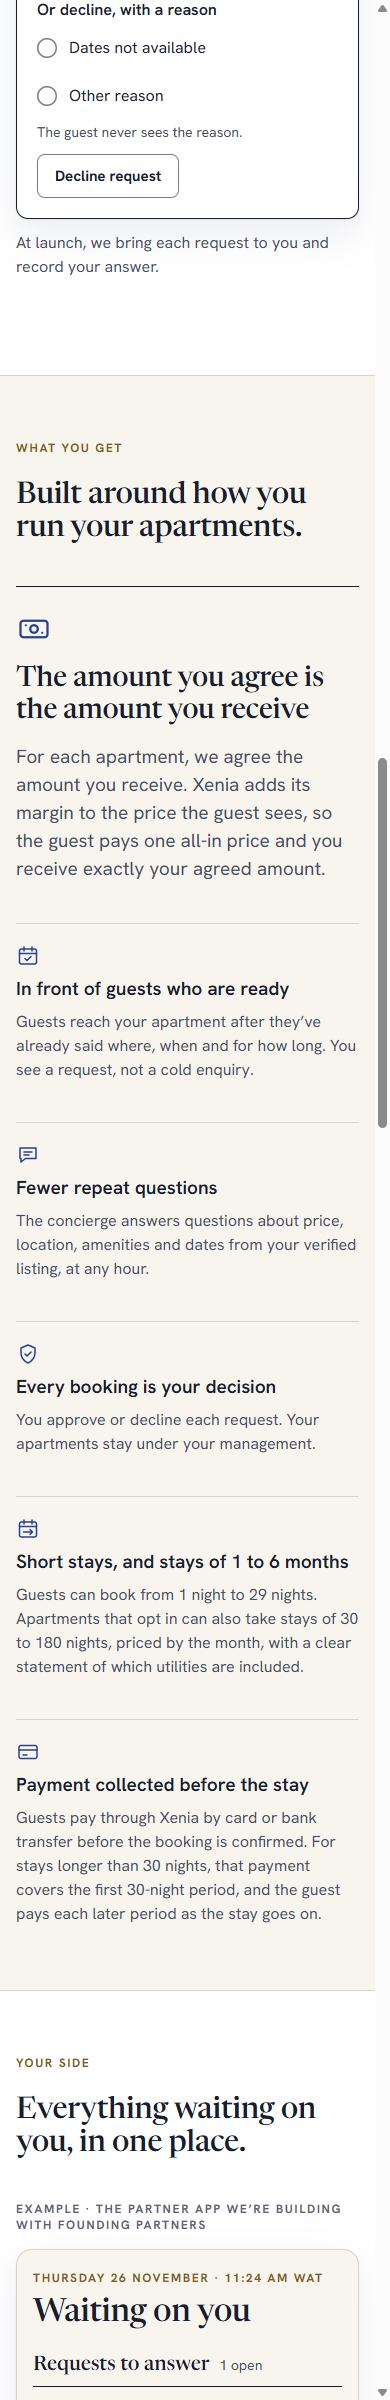 Or decline, with a reason
Dates not available
Other reason
The guest never sees the reason.
Decline request
At launch, we bring each request to you and
record your answer.
WHAT YOU GET
Built around how you
run your apartments.
The amount you agree is
the amount you receive
For each apartment, we agree the
amount you receive. Xenia adds its
margin to the price the guest sees, so
the guest pays one all-in price and you
receive exactly your agreed amount.
In front of guests who are ready
Guests reach your apartment after they’ve
already said where, when and for how long. You
see a request, not a cold enquiry.
Fewer repeat questions
The concierge answers questions about price,
location, amenities and dates from your verified
listing, at any hour.
Every booking is your decision
You approve or decline each request. Your
apartments stay under your management.
Short stays, and stays of 1 to 6 months
Guests can book from 1 night to 29 nights.
Apartments that opt in can also take stays of 30
to 180 nights, priced by the month, with a clear
statement of which utilities are included.
Payment collected before the stay
Guests pay through Xenia by card or bank
transfer before the booking is confirmed. For
stays longer than 30 nights, that payment
covers the first 30-night period, and the guest
pays each later period as the stay goes on.
YOUR SIDE
Everything waiting on
you, in one place.
EXAMPLE · THE PARTNER APP WE’RE BUILDING
WITH FOUNDING PARTNERS
THURSDAY 26 NOVEMBER · 11:24 AM WAT
Waiting on you
Requests to answer 1 open